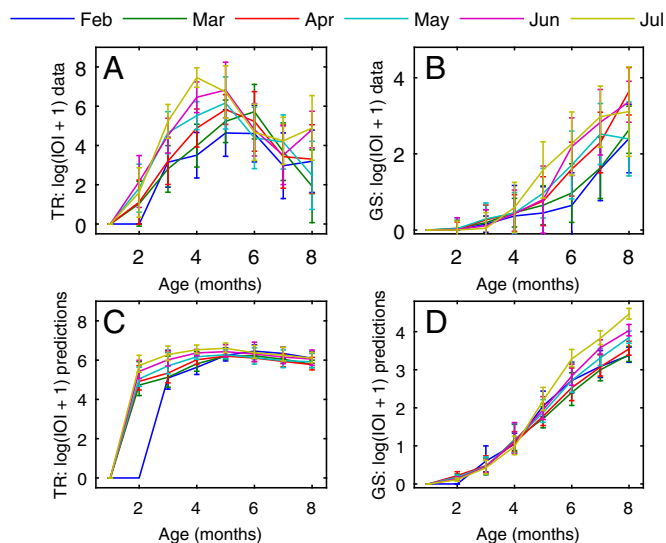 Feb Mar Apr May Jun Jul
A
TR: log(IOI + 1) data
8
6
4
2
0
2 4 6 8
Age (months)
B
GS: log(IOI + 1) data
4
2
0
2 4 6 8
Age (months)
C
TR: log(IOI + 1) predictions
8
6
4
2
0
2 4 6 8
Age (months)
D
GS: log(IOI + 1) predictions
4
3
2
1
0
2 4 6 8
Age (months)